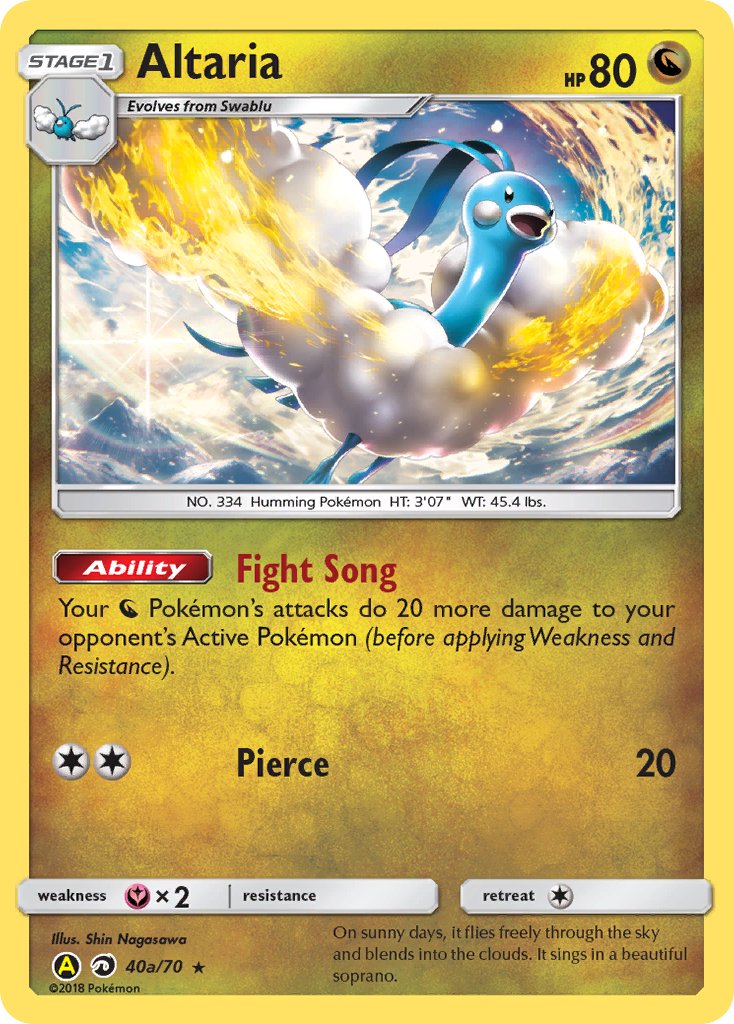 STAGE1
Altaria
HP 80
Evolves from Swablu
NO. 334 Humming Pokémon HT: 3'07" WT: 45.4 lbs.
Ability Fight Song
Your Pokémon's attacks do 20 more damage to your
opponent's Active Pokémon (before applying Weakness and
Resistance).
Pierce 20
weakness ×2 resistance retreat
Illus. Shin Nagasawa
A 40a/70 ★
©2018 Pokémon
On sunny days, it flies freely through the sky
and blends into the clouds. It sings in a beautiful
soprano.